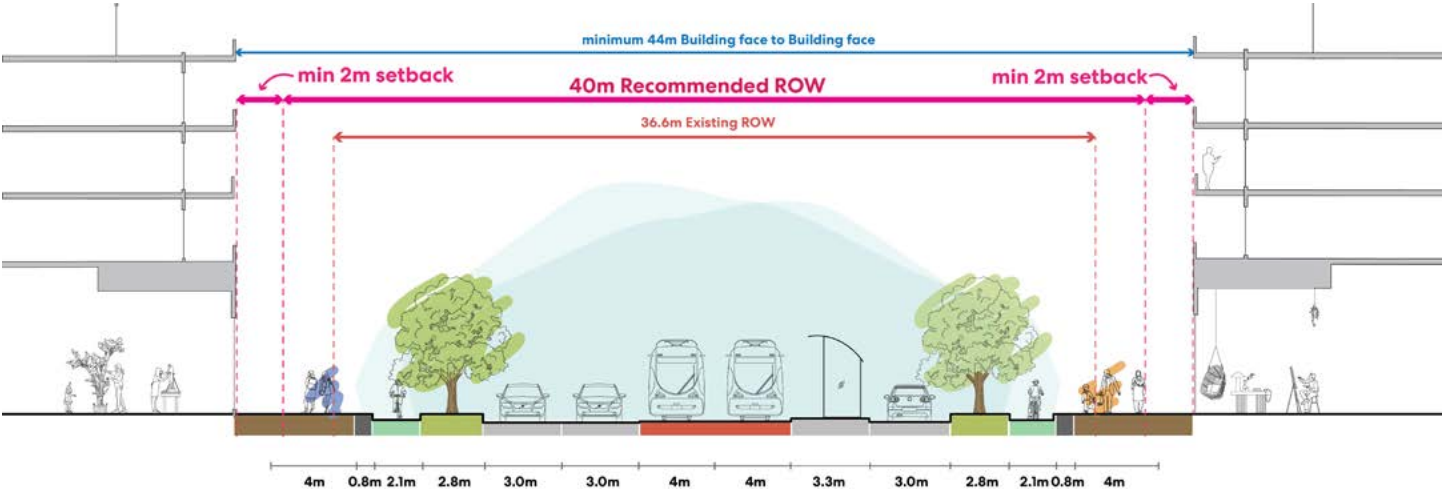 minimum 44m Building face to Building face
min 2m setback
40m Recommended ROW
min 2m setback
36.6m Existing ROW
4m 0.8m 2.1m 2.8m 3.0m 3.0m 4m 4m 3.3m 3.0m 2.8m 2.1m 0.8m 4m